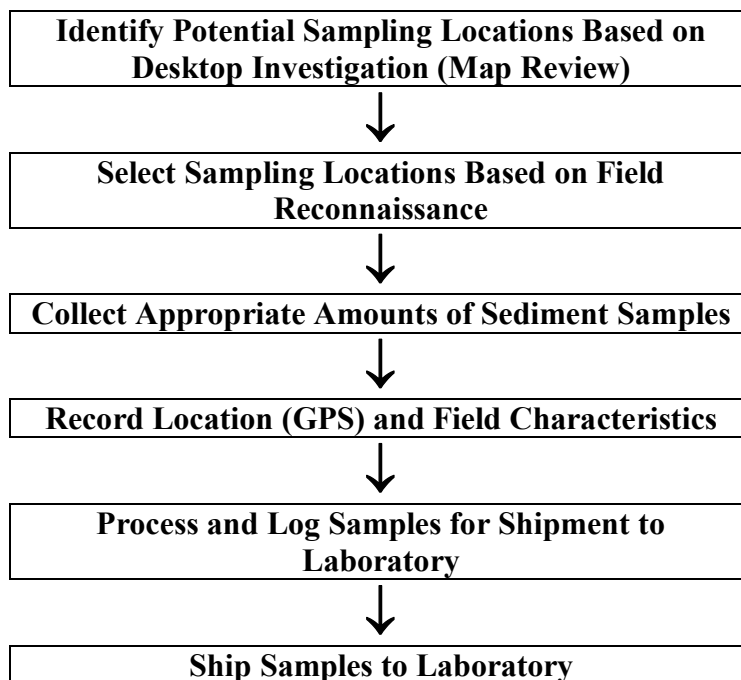 Identify Potential Sampling Locations Based on
Desktop Investigation (Map Review)
Select Sampling Locations Based on Field
Reconnaissance
Collect Appropriate Amounts of Sediment Samples
Record Location (GPS) and Field Characteristics
Process and Log Samples for Shipment to
Laboratory
Ship Samples to Laboratory